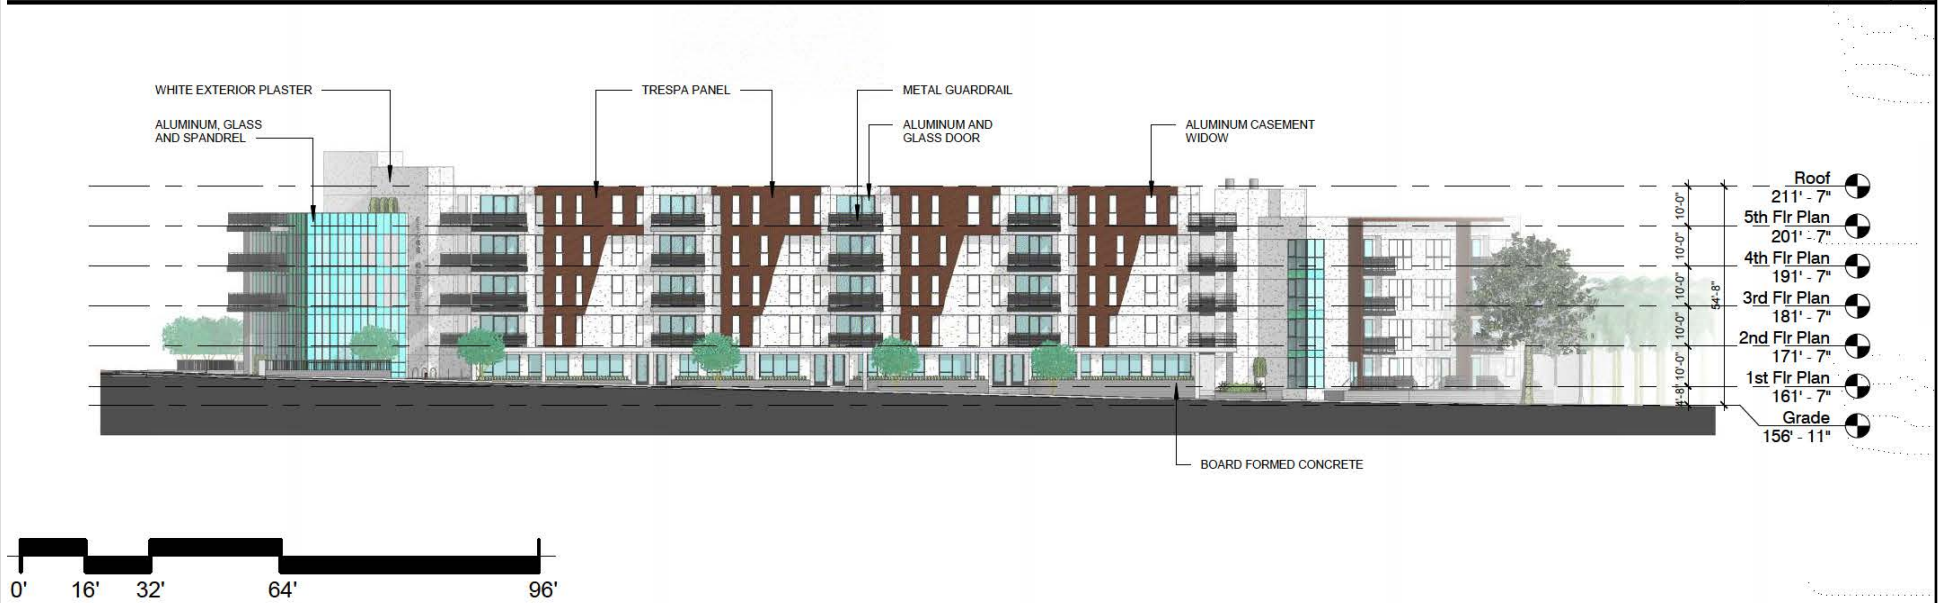 WHITE EXTERIOR PLASTER
TRESPA PANEL
METAL GUARDRAIL
ALUMINUM, GLASS
AND SPANDREL
ALUMINUM AND
GLASS DOOR
ALUMINUM CASEMENT
WIDOW
Roof
211' - 7"
5th Flr Plan
201' - 7"
4th Flr Plan
191' - 7"
3rd Flr Plan
181' - 7"
2nd Flr Plan
171' - 7"
1st Flr Plan
161' - 7"
Grade
156' - 11"
10'-0"
10'-0"
10'-0"
10'-0"
10'-0"
4'-8"
54'-8"
BOARD FORMED CONCRETE
0' 16' 32' 64' 96'